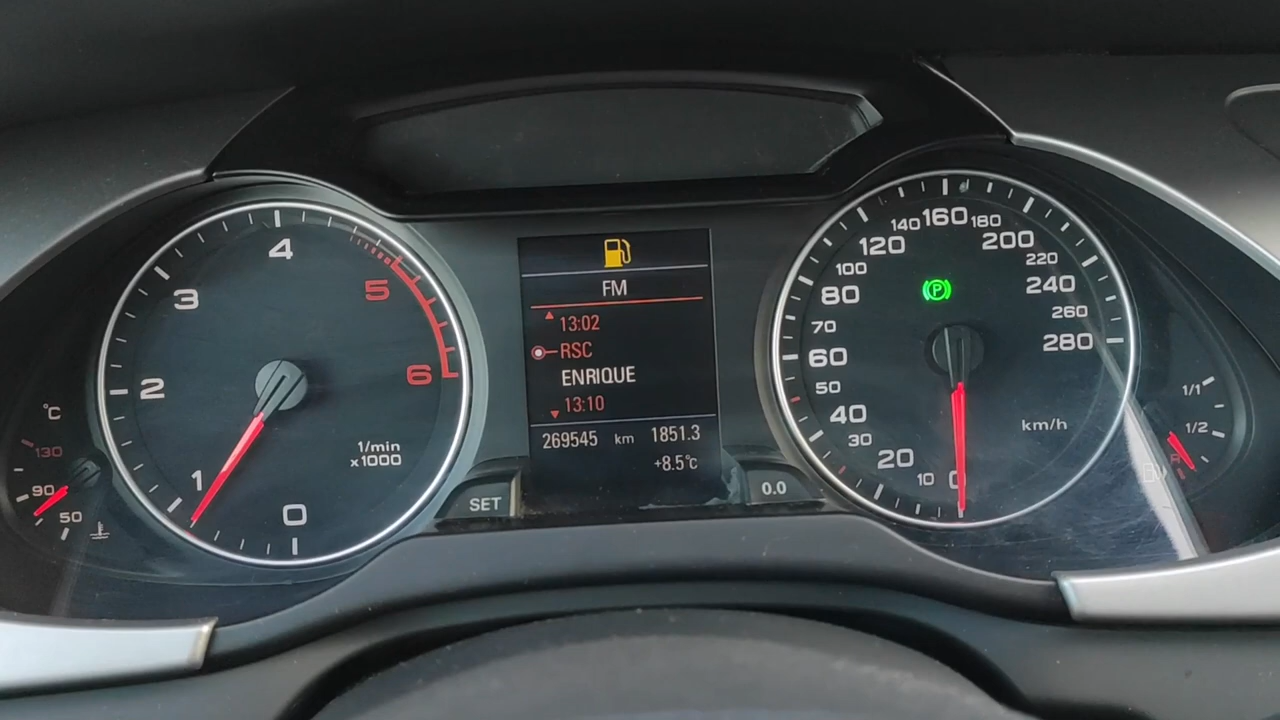 4
3
5
2
6
1/min
x1000
1
0
°C
130
90
50
SET
FM
13:02
RSC
ENRIQUE
13:10
269545 km 1851.3
+8.5°c
0.0
140 160 180
120
200
100
220
80
240
70
260
60
280
50
40
km/h
30
20
10
0
P
1/1
1/2
R